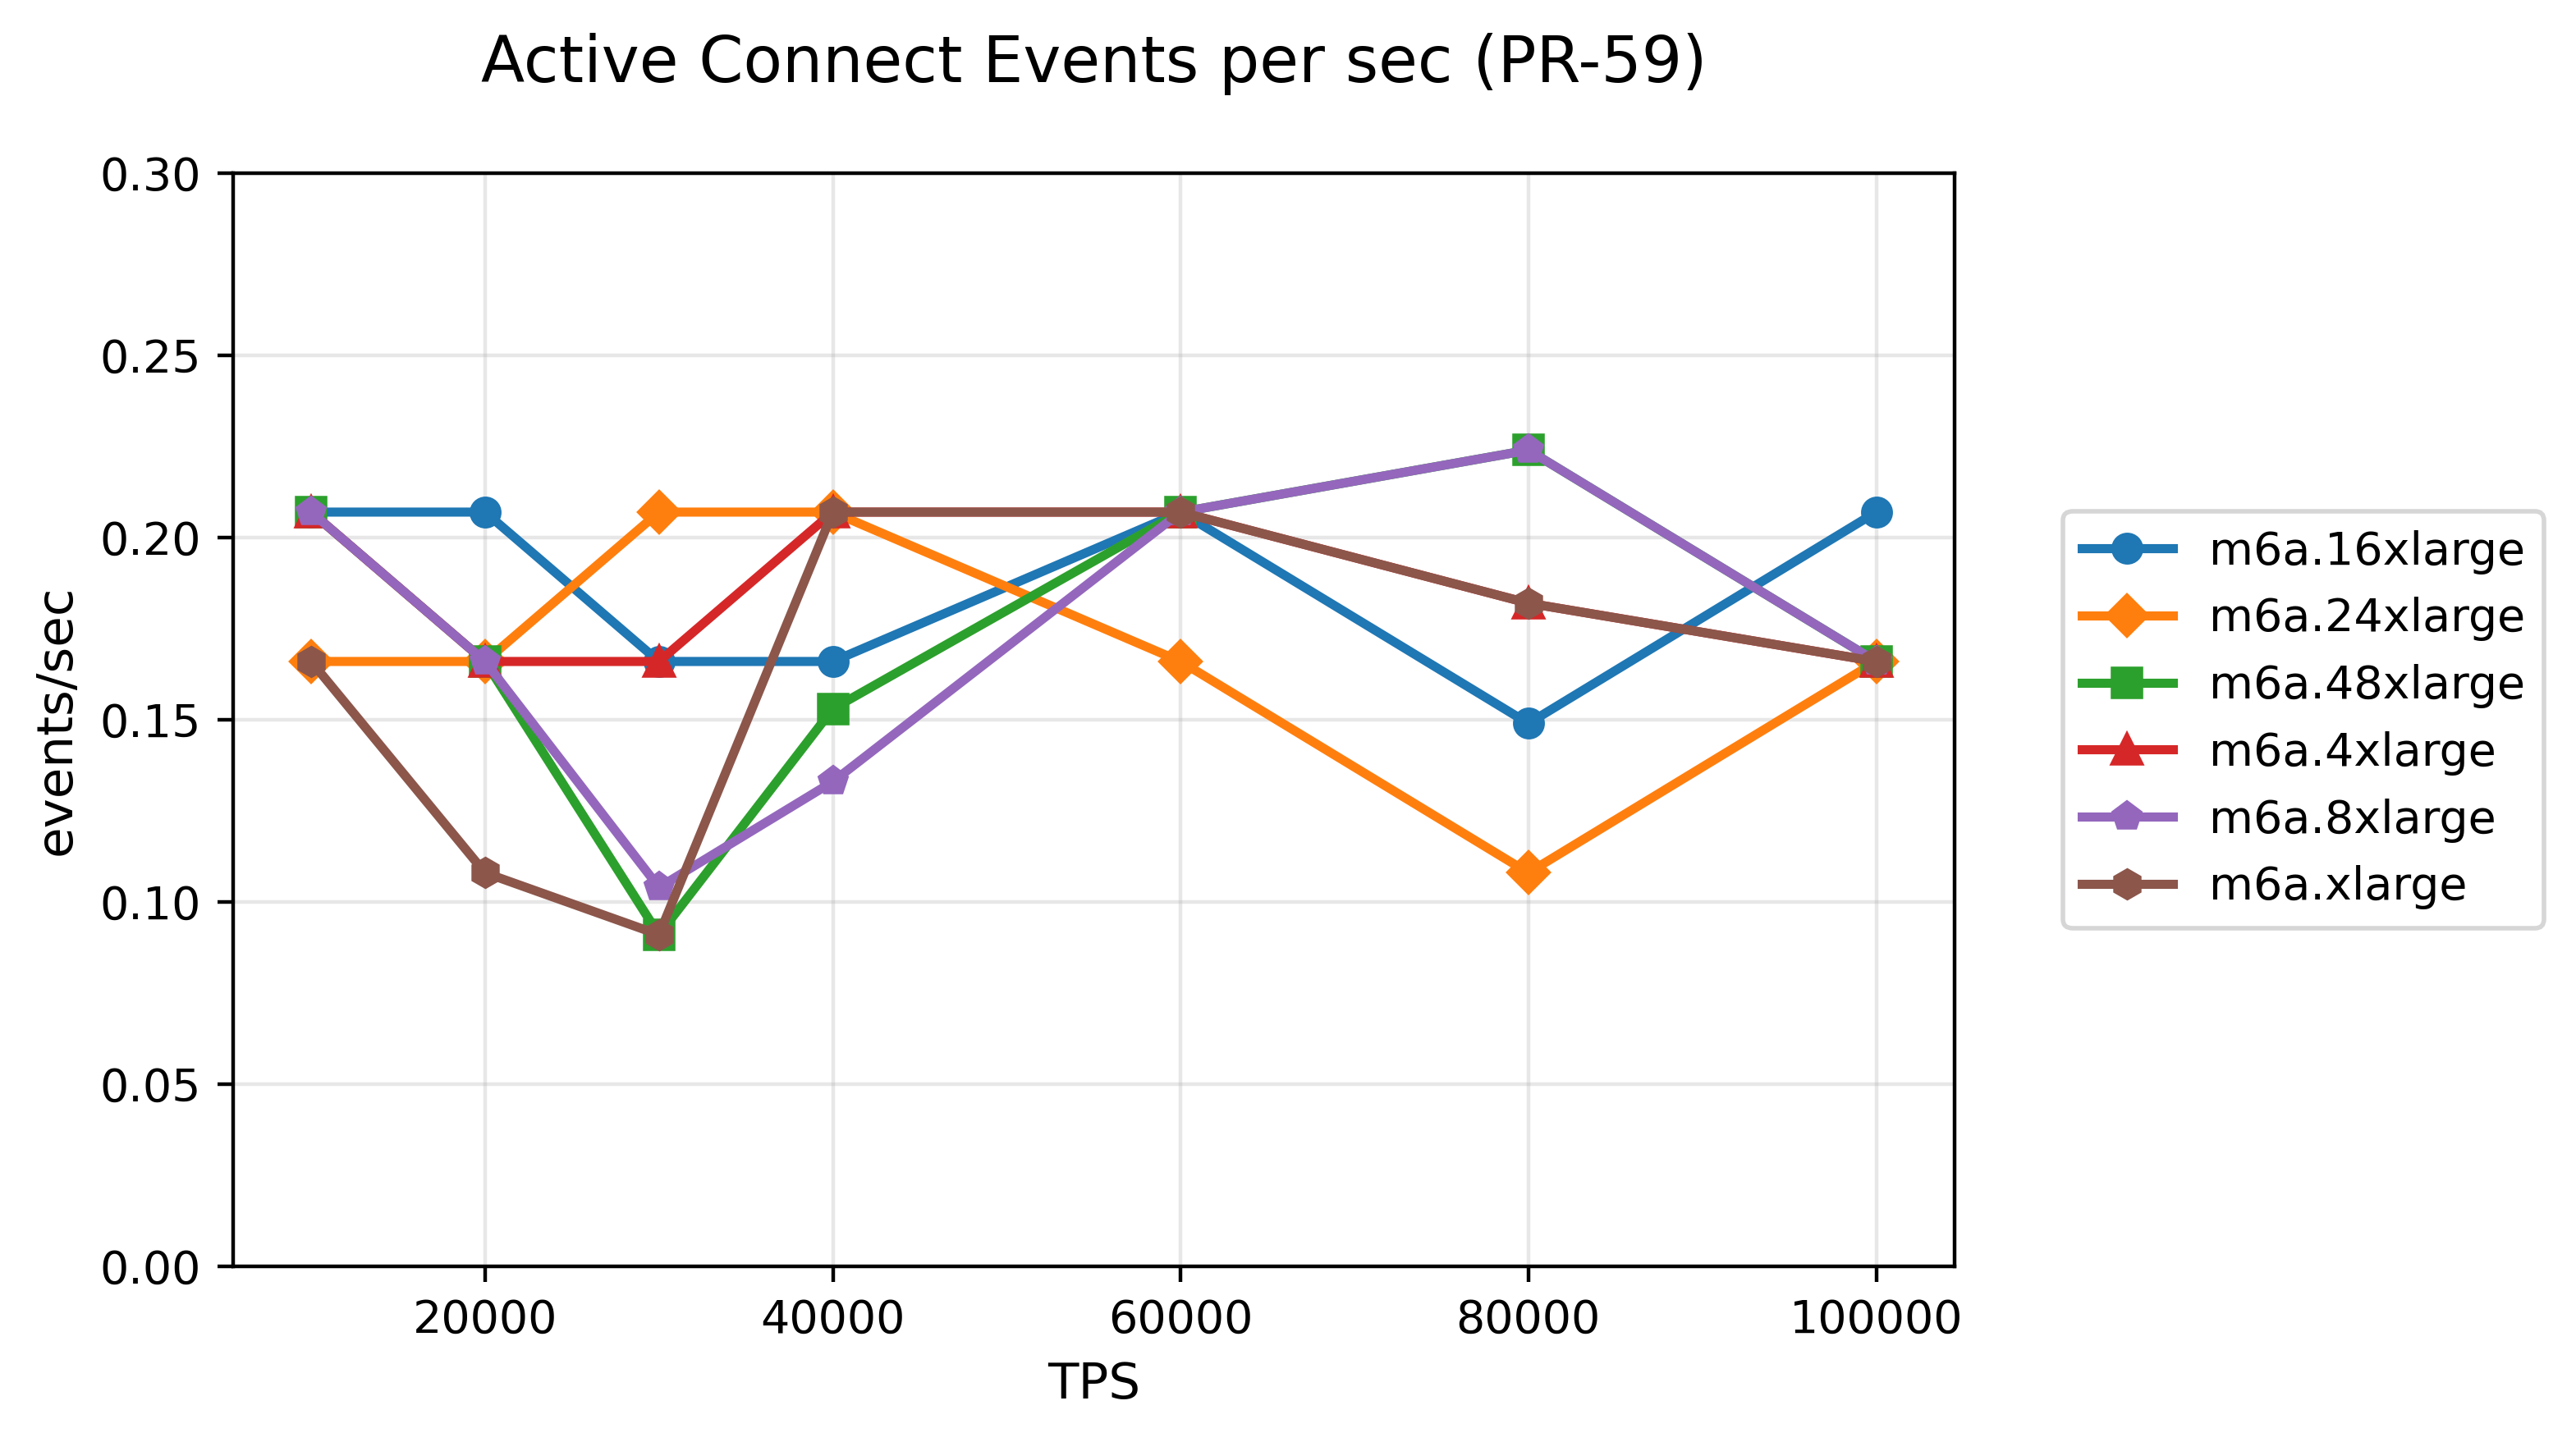 Active Connect Events per sec (PR-59)
0.30
0.25
0.20
0.15
0.10
0.05
0.00
events/sec
20000 40000 60000 80000 100000
TPS
m6a.16xlarge
m6a.24xlarge
m6a.48xlarge
m6a.4xlarge
m6a.8xlarge
m6a.xlarge